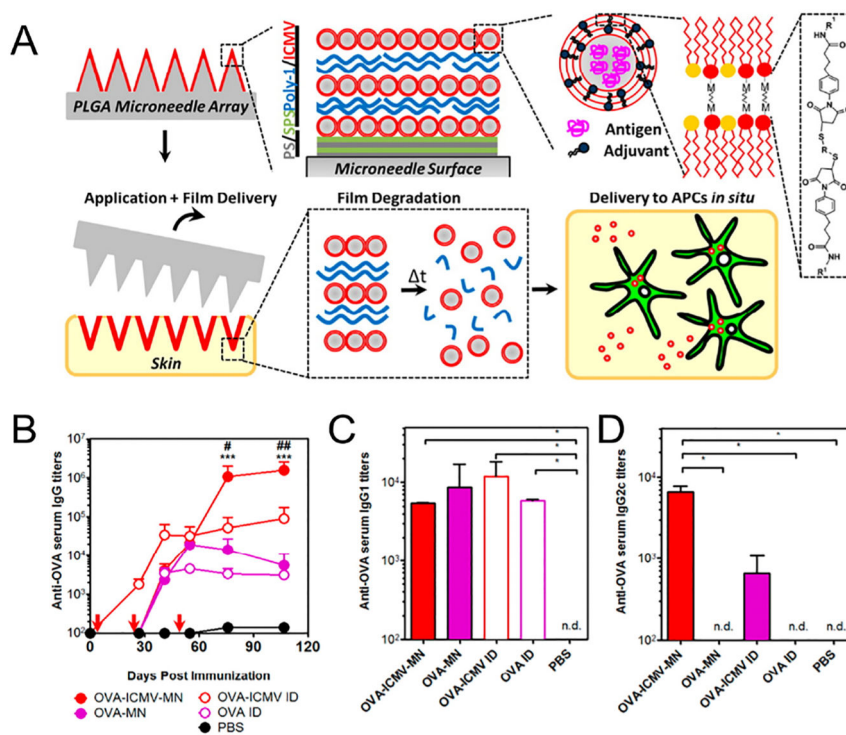 A
PLGA Microneedle Array
PS/SPS Poly-1/ICMV
Microneedle Surface
Antigen
Adjuvant
M M M
M M M
R¹
NH
O
O
N
O
S
R
S
O
N
O
O
NH
R¹
Application + Film Delivery
Skin
Film Degradation
Δt
Delivery to APCs in situ
B
Anti-OVA serum IgG titers
10⁷
10⁶
10⁵
10⁴
10³
10²
# ##
*** ***
0 30 60 90 120
Days Post Immunization
OVA-ICMV-MN OVA-ICMV ID
OVA-MN OVA ID
PBS
C
Anti-OVA serum IgG1 titers
10⁴
10³
10²
*
*
*
n.d.
OVA-ICMV-MN
OVA-MN
OVA-ICMV ID
OVA ID
PBS
D
Anti-OVA serum IgG2c titers
10⁴
10³
10²
*
*
*
n.d.
n.d.
n.d.
OVA-ICMV-MN
OVA-MN
OVA-ICMV ID
OVA ID
PBS